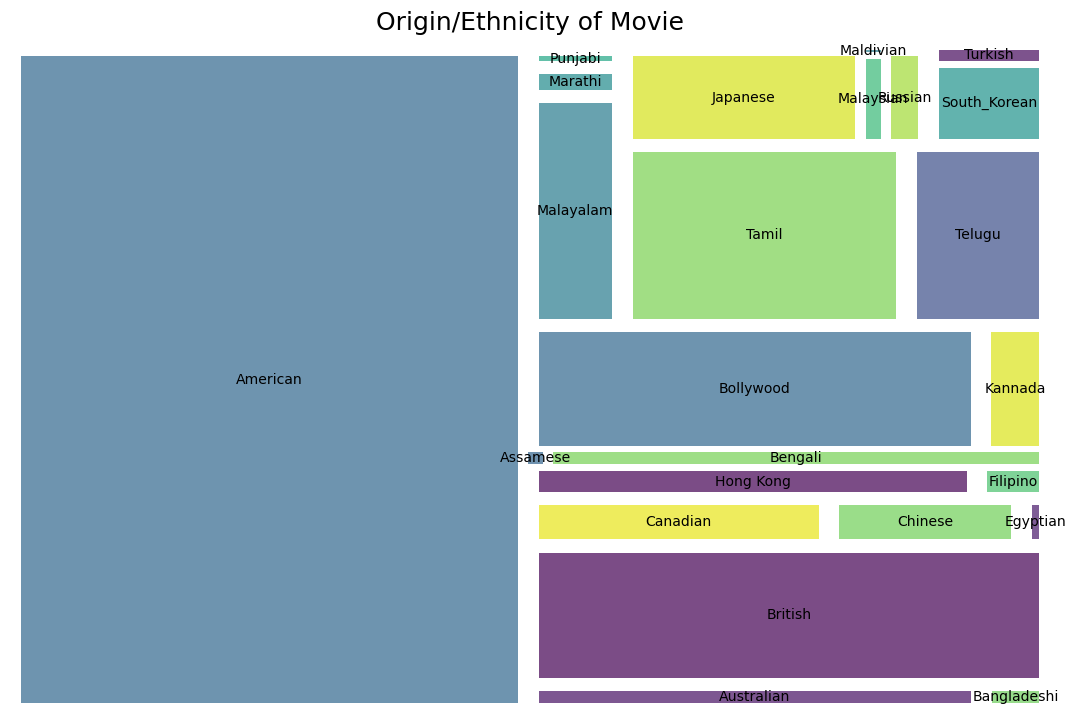 Origin/Ethnicity of Movie
Maldivian
Punjabi
Turkish
Marathi
Japanese
Malaysian
Russian
South_Korean
Malayalam
Tamil
Telugu
American
Bollywood
Kannada
Assamese
Bengali
Hong Kong
Filipino
Canadian
Chinese
Egyptian
British
Australian
Bangladeshi